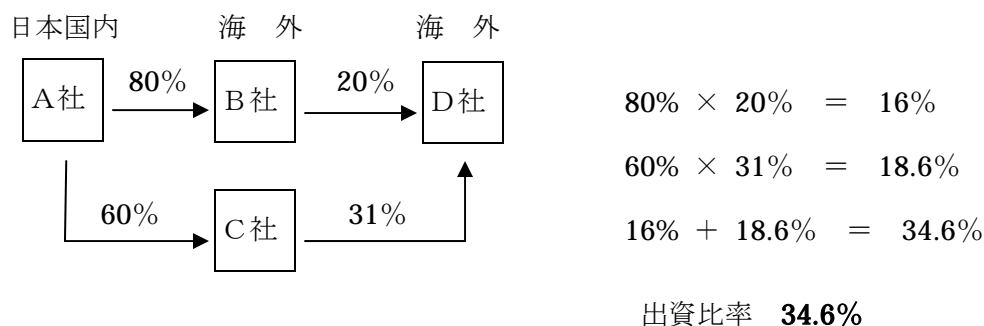 日本国内 海 外 海 外
A社 80% B社 20% D社
60% C社 31%
80% × 20% = 16%
60% × 31% = 18.6%
16% + 18.6% = 34.6%
出資比率 34.6%